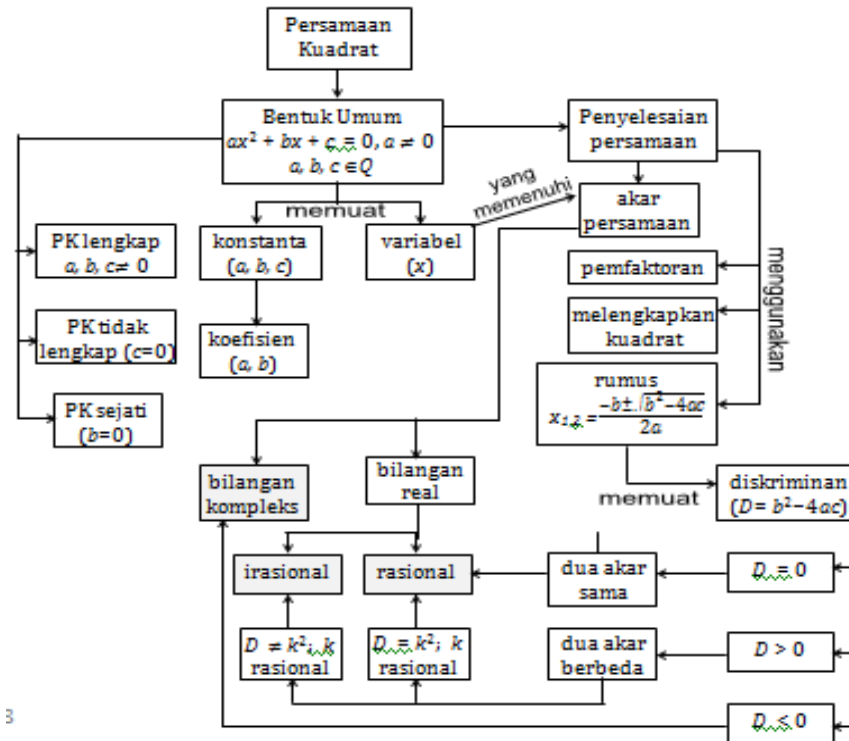 Persamaan
Kuadrat
Bentuk Umum
ax² + bx + c = 0, a ≠ 0
a, b, c ∈ Q
Penyelesaian
persamaan
yang
memenuhi
akar
persamaan
memuat
PK lengkap
a, b, c ≠ 0
konstanta
(a, b, c)
variabel
(x)
pemfaktoran
menggunakan
PK tidak
lengkap (c=0)
koefisien
(a, b)
melengkapkan
kuadrat
PK sejati
(b=0)
rumus
x₁,₂ = (-b ± √(b²-4ac))/2a
bilangan
kompleks
bilangan
real
memuat
diskriminan
(D = b²-4ac)
irasional
rasional
dua akar
sama
D = 0
D ≠ k²; k
rasional
D = k²; k
rasional
dua akar
berbeda
D > 0
D < 0